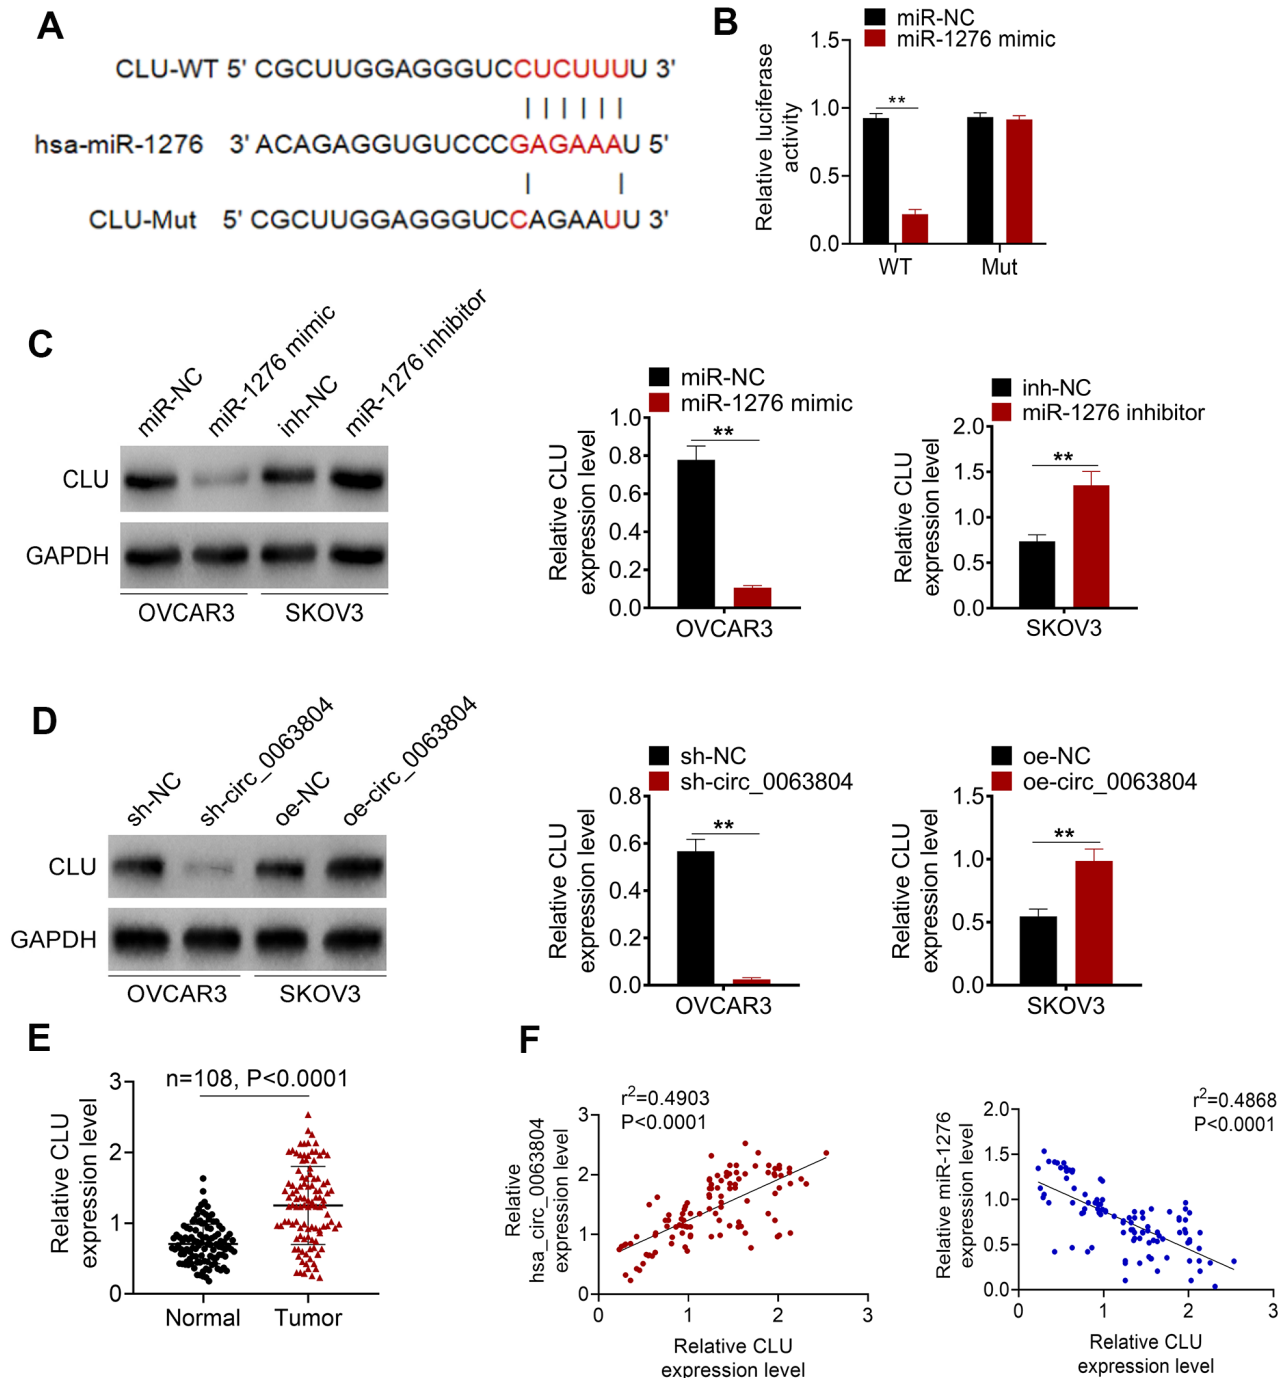 A
CLU-WT 5' CGCUUGGAGGGUCCUCUUUU 3'
hsa-miR-1276 3' ACAGAGGUGUCCCGAGAAAU 5'
CLU-Mut 5' CGCUUGGAGGGUCCAGAAUU 3'
B
miR-NC
miR-1276 mimic
Relative luciferase
activity
1.5
1.0
0.5
0.0
**
WT
Mut
C
miR-NC
miR-1276 mimic
inh-NC
miR-1276 inhibitor
CLU
GAPDH
OVCAR3
SKOV3
miR-NC
miR-1276 mimic
Relative CLU
expression level
1.0
0.8
0.6
0.4
0.2
0.0
**
OVCAR3
inh-NC
miR-1276 inhibitor
Relative CLU
expression level
2.0
1.5
1.0
0.5
0.0
**
SKOV3
D
sh-NC
sh-circ_0063804
oe-NC
oe-circ_0063804
CLU
GAPDH
OVCAR3
SKOV3
sh-NC
sh-circ_0063804
Relative CLU
expression level
0.8
0.6
0.4
0.2
0.0
**
OVCAR3
oe-NC
oe-circ_0063804
Relative CLU
expression level
1.5
1.0
0.5
0.0
**
SKOV3
E
n=108, P<0.0001
Relative CLU
expression level
3
2
1
0
Normal
Tumor
F
r²=0.4903
P<0.0001
Relative
hsa_circ_0063804
expression level
3
2
1
0
0
1
2
3
Relative CLU
expression level
r²=0.4868
P<0.0001
Relative miR-1276
expression level
2.0
1.5
1.0
0.5
0.0
0
1
2
3
Relative CLU
expression level